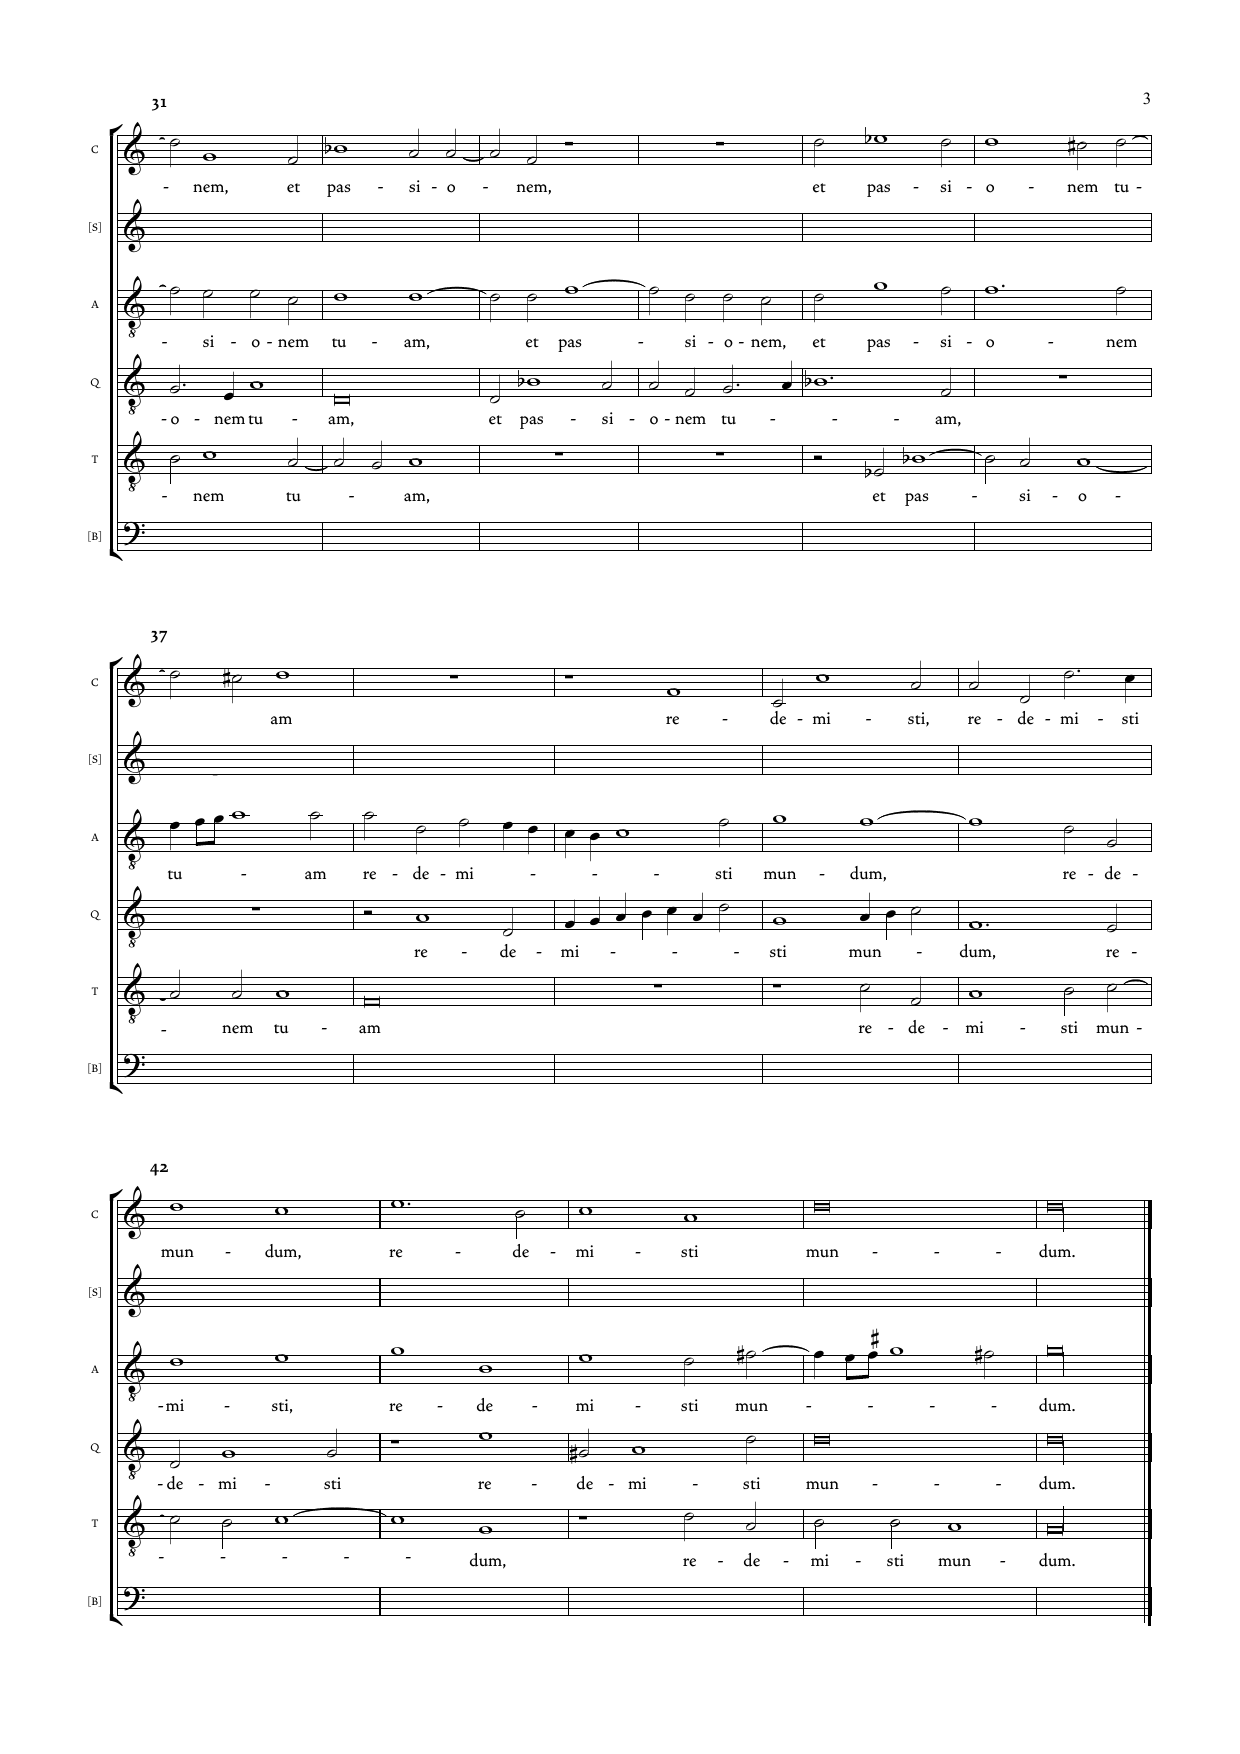 3
31
C
- nem, et pas - si - o - nem, et pas - si - o - nem tu -
[S]
A
- si - o - nem tu - am, et pas - si - o - nem, et pas - si - o - nem
Q
- o - nem tu - am, et pas - si - o - nem tu - - - am,
T
- nem tu - am, et pas - si - o -
[B]
37
C
am re - de - mi - sti, re - de - mi - sti
[S]
A
tu - am re - de - mi - - - sti mun - dum, re - de -
Q
re - de - mi - - - sti mun - dum, re -
T
- nem tu - am re - de - mi - sti mun -
[B]
42
C
mun - dum, re - de - mi - sti mun - - - dum.
[S]
A
- mi - sti, re - de - mi - sti mun - - - - dum.
Q
- de - mi - sti re - de - mi - sti mun - - - dum.
T
- - - - - dum, re - de - mi - sti mun - dum.
[B]